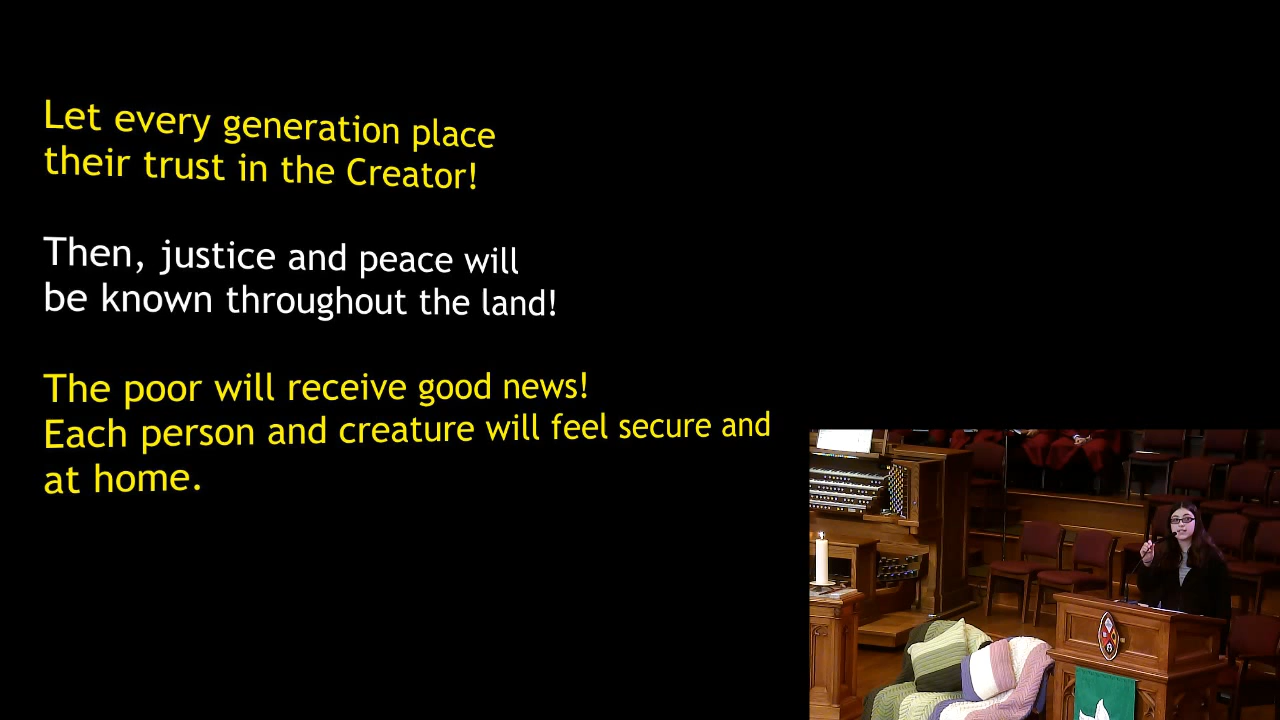 Let every generation place
their trust in the Creator!
Then, justice and peace will
be known throughout the land!
The poor will receive good news!
Each person and creature will feel secure and
at home.